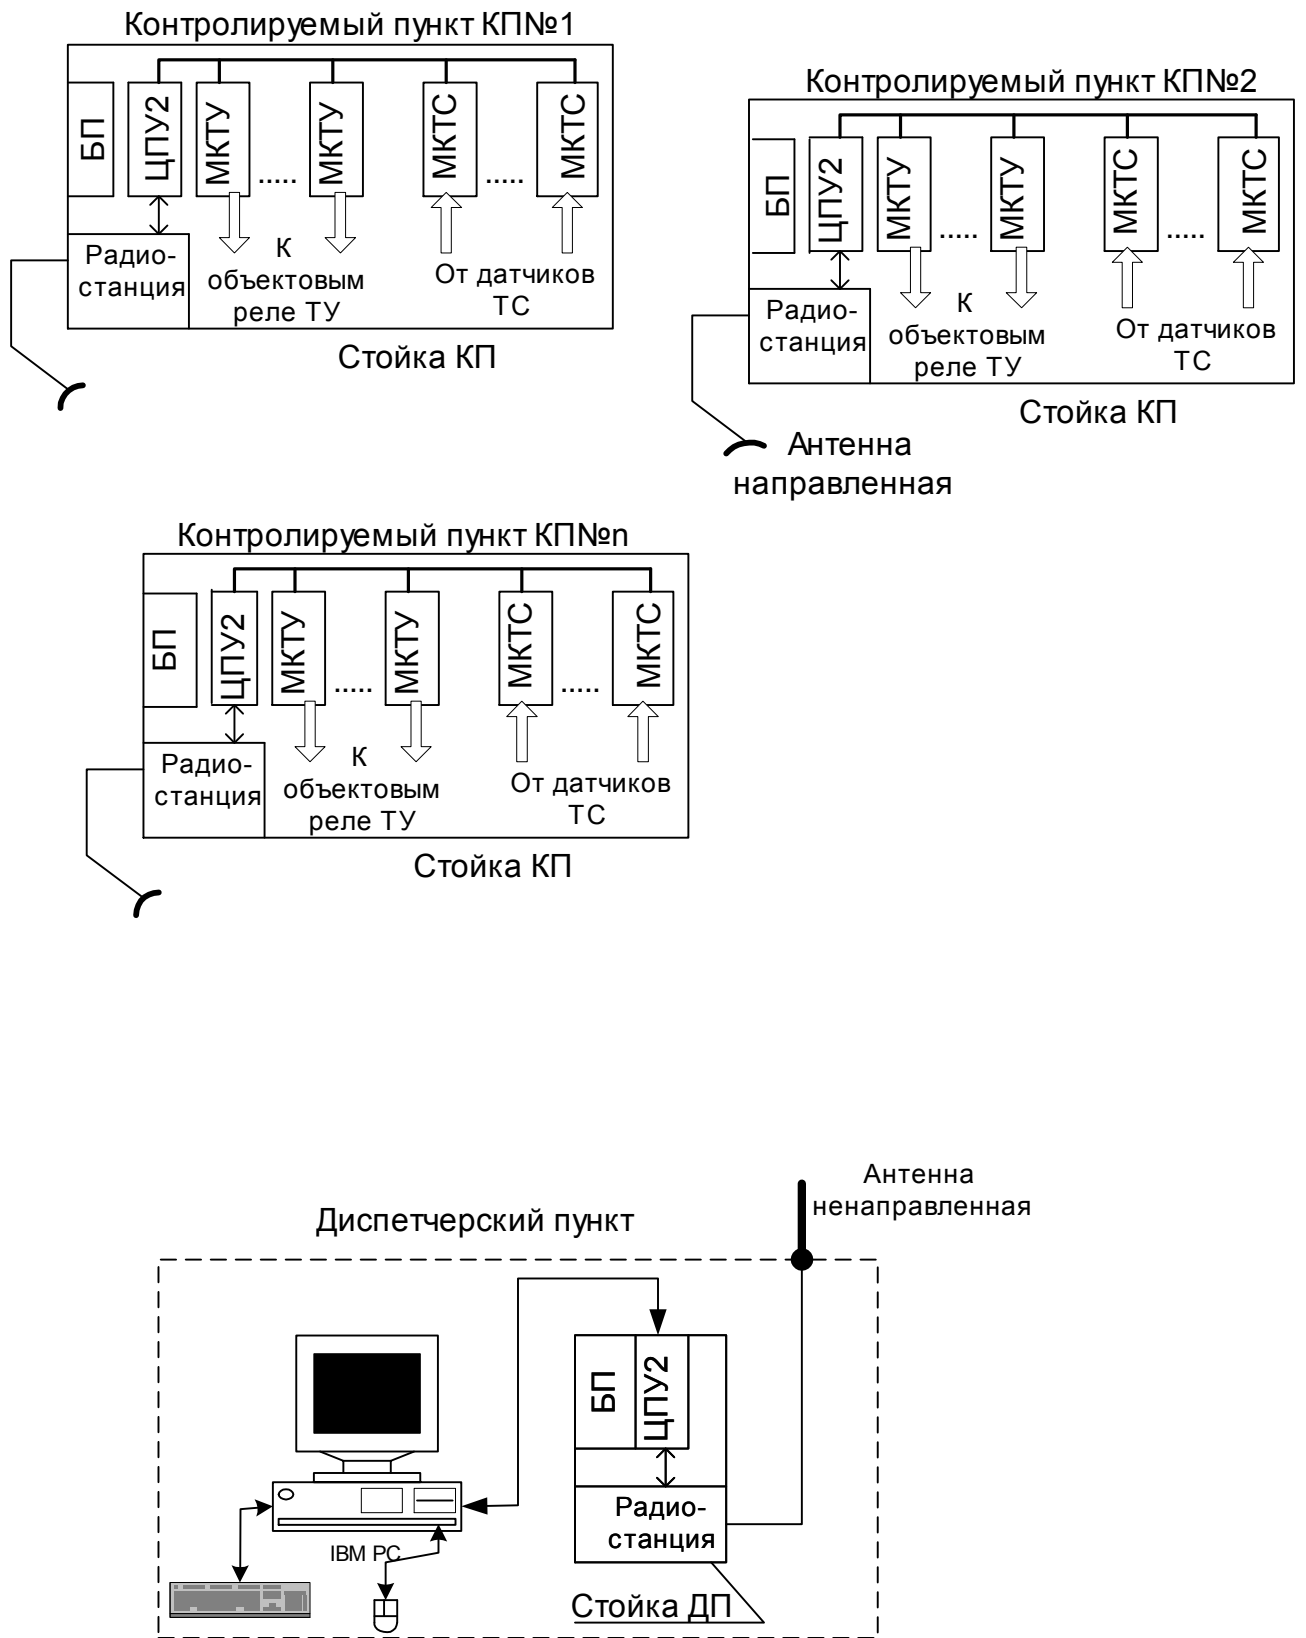 Контролируемый пункт КП№1
БП
ЦПУ2
МКТУ
.....
МКТУ
МКТС
.....
МКТС
Радио-
станция
К
объектовым
реле ТУ
От датчиков
ТС
Стойка КП
Контролируемый пункт КП№2
БП
ЦПУ2
МКТУ
.....
МКТУ
МКТС
.....
МКТС
Радио-
станция
К
объектовым
реле ТУ
От датчиков
ТС
Стойка КП
Антенна
направленная
Контролируемый пункт КП№n
БП
ЦПУ2
МКТУ
.....
МКТУ
МКТС
.....
МКТС
Радио-
станция
К
объектовым
реле ТУ
От датчиков
ТС
Стойка КП
Антенна
ненаправленная
Диспетчерский пункт
БП
ЦПУ2
Радио-
станция
IBM PC
Стойка ДП